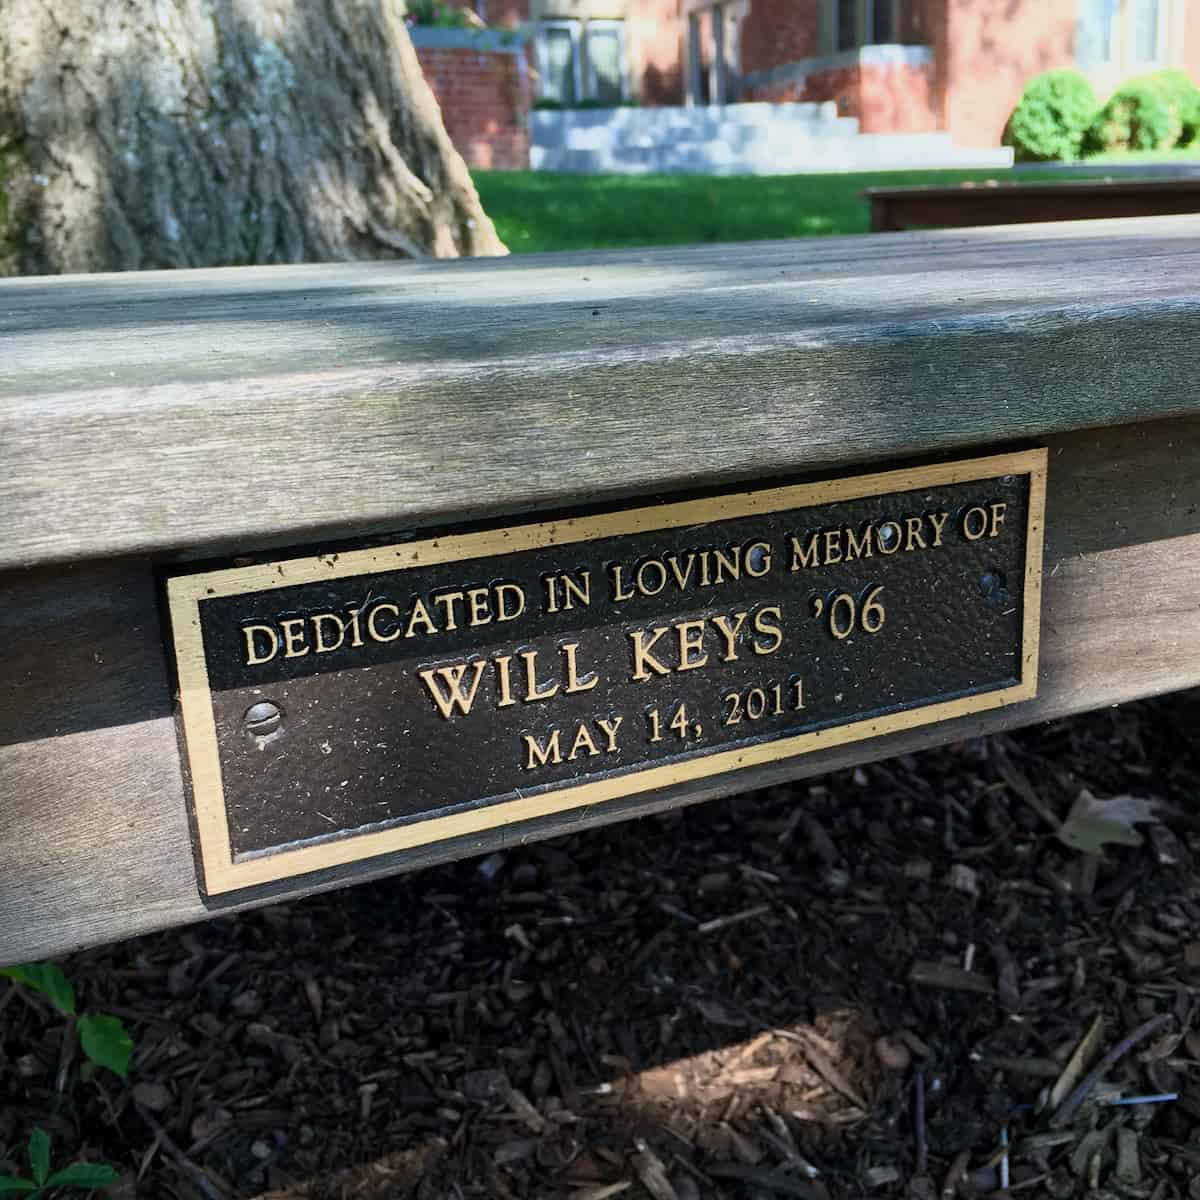 DEDICATED IN LOVING MEMORY OF
WILL KEYS '06
MAY 14, 2011